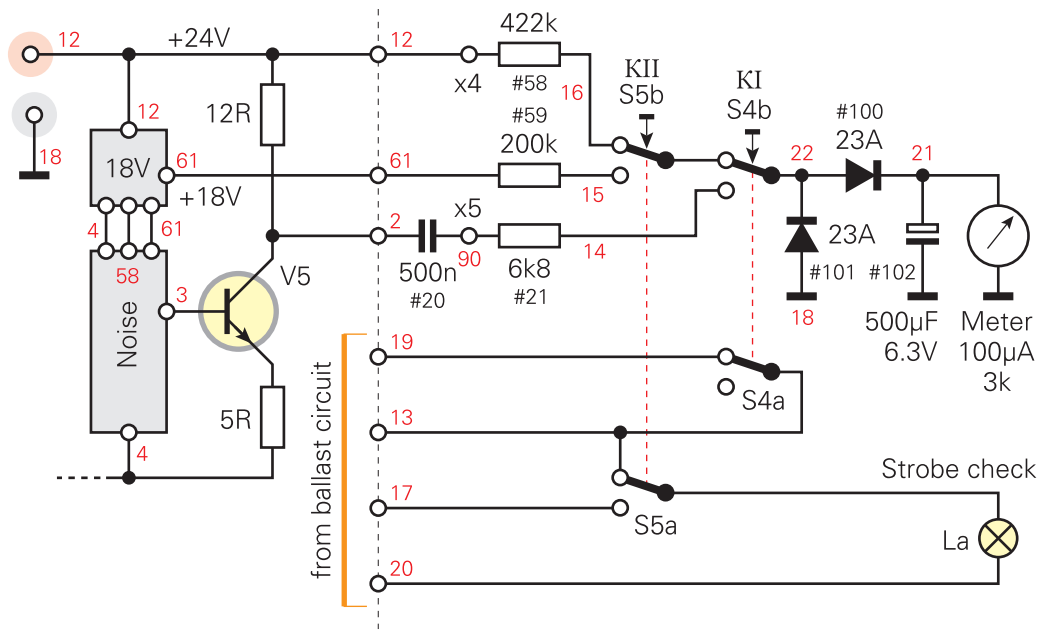 12
+24V
12
422k
x4
#58
16
KII
S5b
KI
S4b
#100
23A
12R
12
#59
200k
18
18V
61
+18V
61
15
22
21
4
61
58
2
x5
500n
#20
90
6k8
#21
14
23A
#101
18
#102
500µF
6.3V
Meter
100µA
3k
V5
3
Noise
5R
4
from ballast circuit
19
S4a
13
17
S5a
Strobe check
La
20